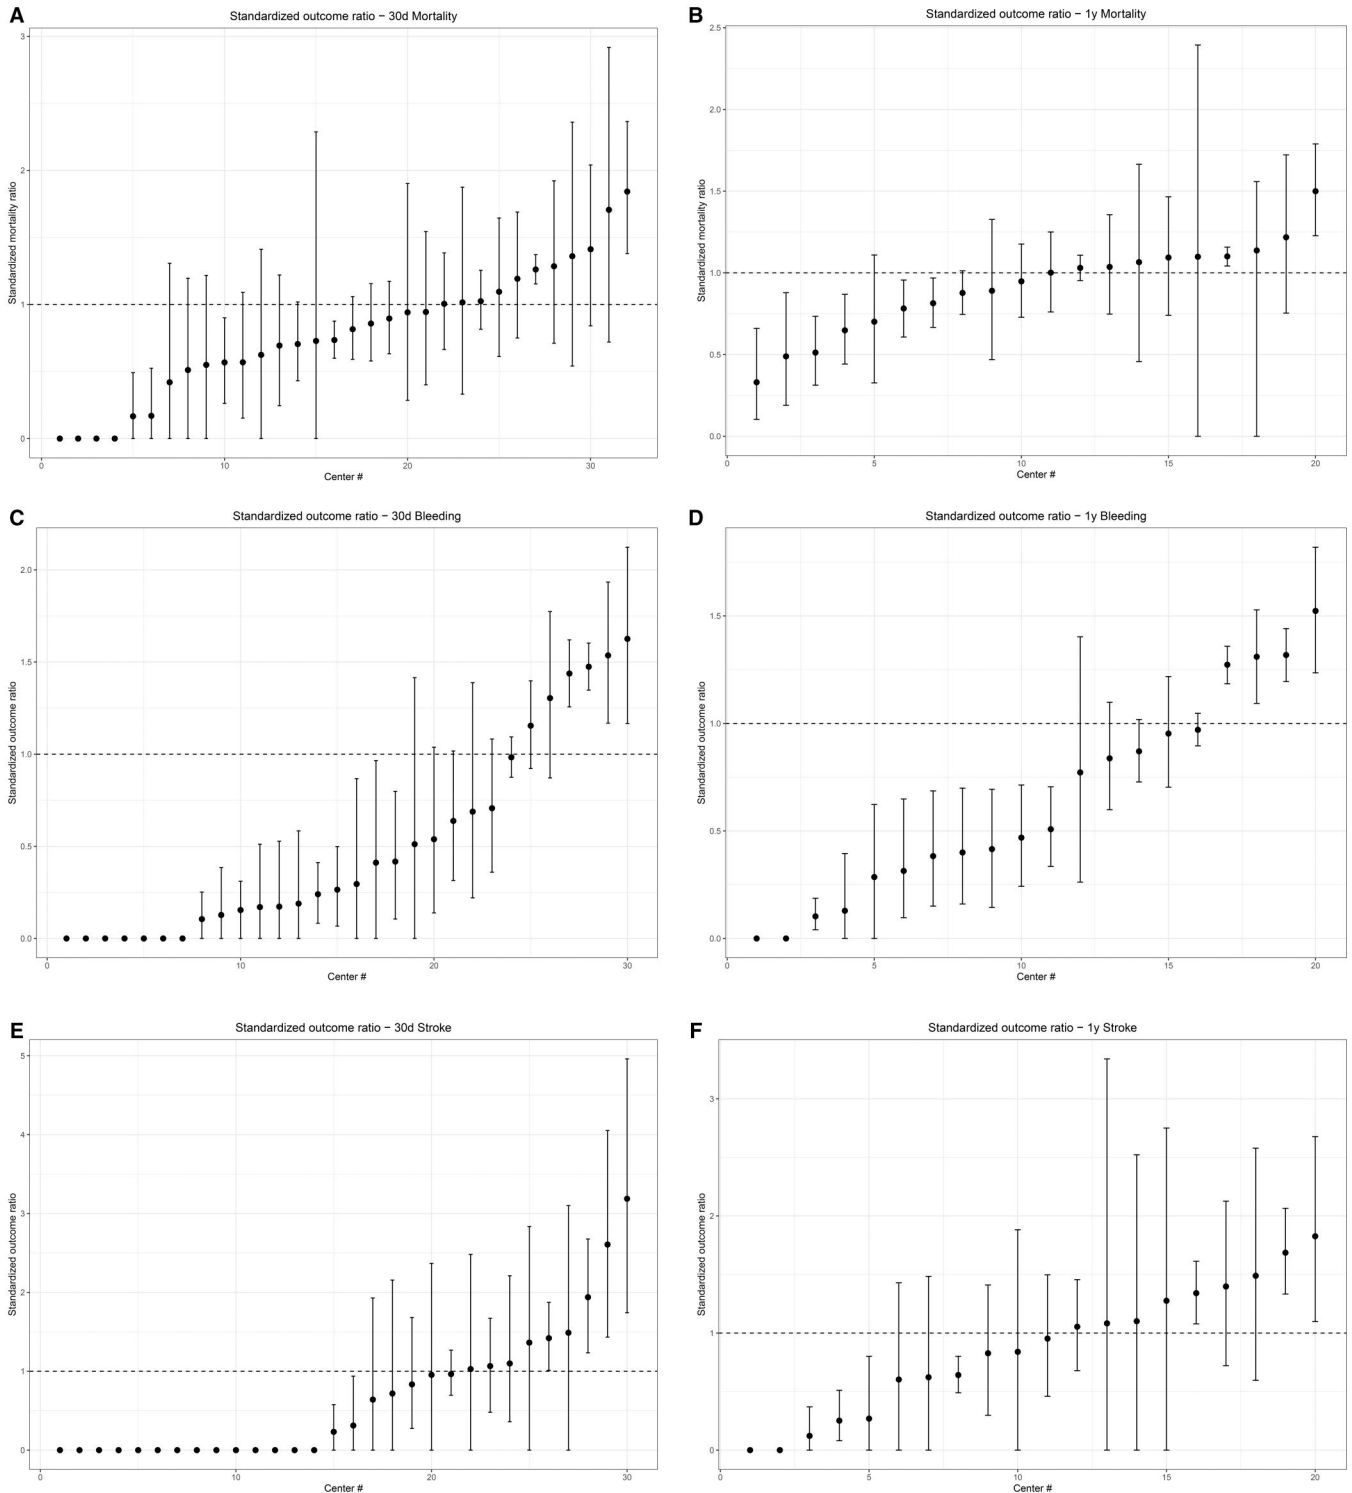 A
Standardized outcome ratio − 30d Mortality
Standardized mortality ratio
3
2
1
0
0
10
20
30
Center #
B
Standardized outcome ratio − 1y Mortality
Standardized mortality ratio
2.5
2.0
1.5
1.0
0.5
0.0
0
5
10
15
20
Center #
C
Standardized outcome ratio − 30d Bleeding
Standardized outcome ratio
2.0
1.5
1.0
0.5
0.0
0
10
20
30
Center #
D
Standardized outcome ratio − 1y Bleeding
Standardized outcome ratio
1.5
1.0
0.5
0.0
0
5
10
15
20
Center #
E
Standardized outcome ratio − 30d Stroke
Standardized outcome ratio
5
4
3
2
1
0
0
10
20
30
Center #
F
Standardized outcome ratio − 1y Stroke
Standardized outcome ratio
3
2
1
0
0
5
10
15
20
Center #